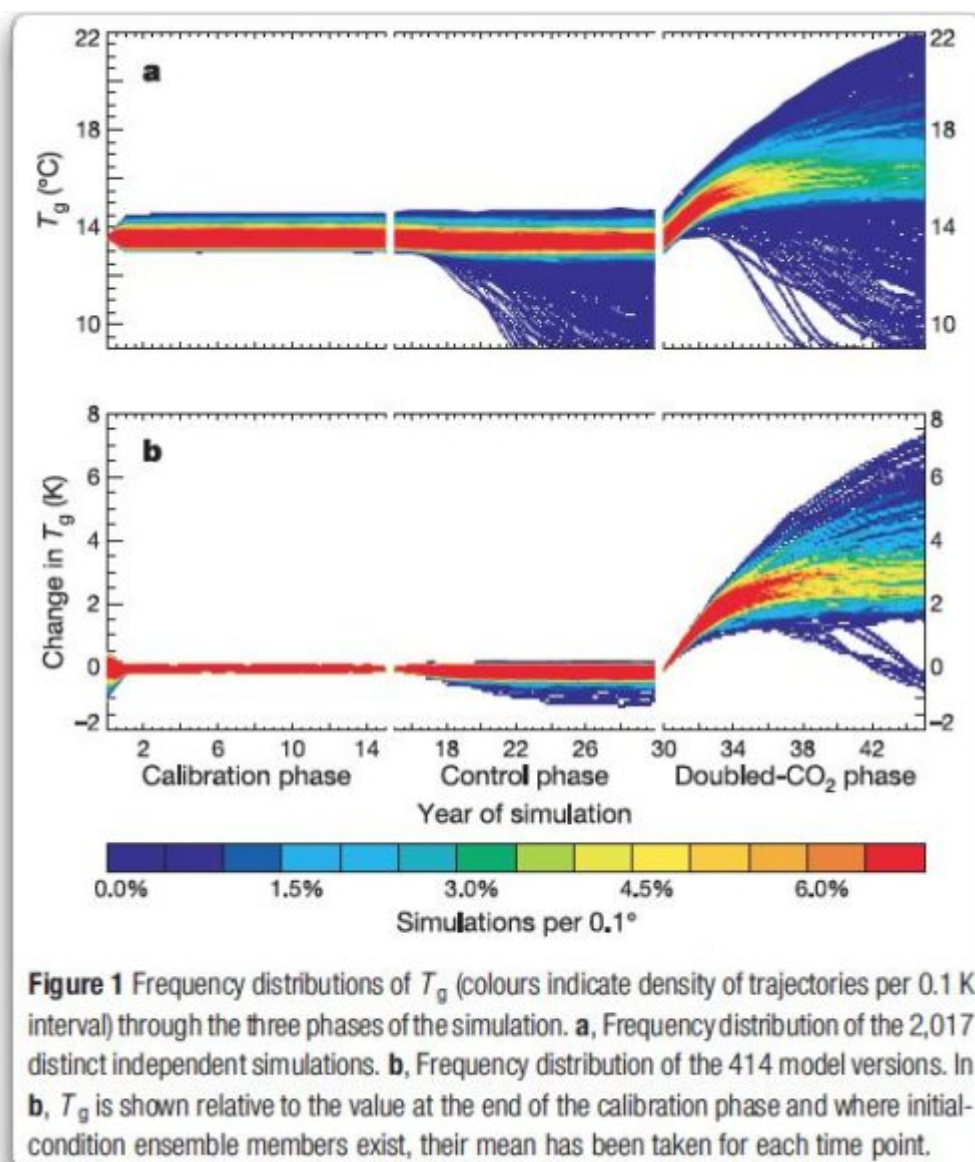 22
22
a
18
18
T_g (°C)
14
14
10
10
8
8
b
6
6
Change in T_g (K)
4
4
2
2
0
0
–2
–2
2 6 10 14 18 22 26 30 34 38 42
Calibration phase Control phase Doubled-CO₂ phase
Year of simulation
0.0% 1.5% 3.0% 4.5% 6.0%
Simulations per 0.1°
Figure 1 Frequency distributions of T_g (colours indicate density of trajectories per 0.1 K
interval) through the three phases of the simulation. a, Frequency distribution of the 2,017
distinct independent simulations. b, Frequency distribution of the 414 model versions. In
b, T_g is shown relative to the value at the end of the calibration phase and where initial-
condition ensemble members exist, their mean has been taken for each time point.